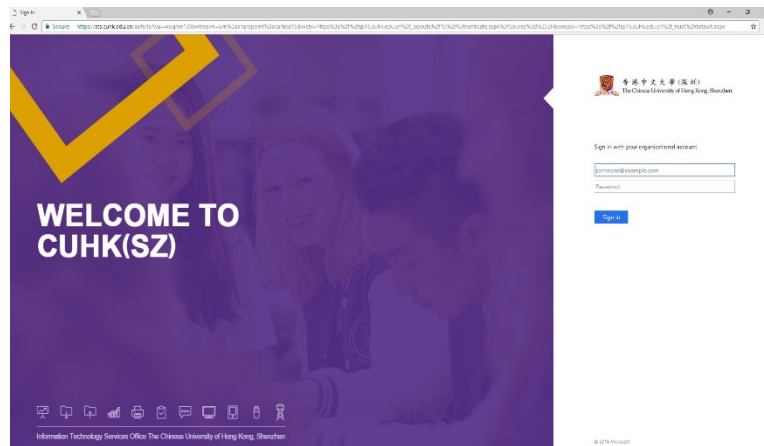 Sign In
Secure
WELCOME TO
CUHK(SZ)
Information Technology Services Office The Chinese University of Hong Kong, Shenzhen
香港中文大學(深圳)
The Chinese University of Hong Kong, Shenzhen
Sign in with your organizational account
someone@example.com
Password
Sign in
© 2016 Microsoft